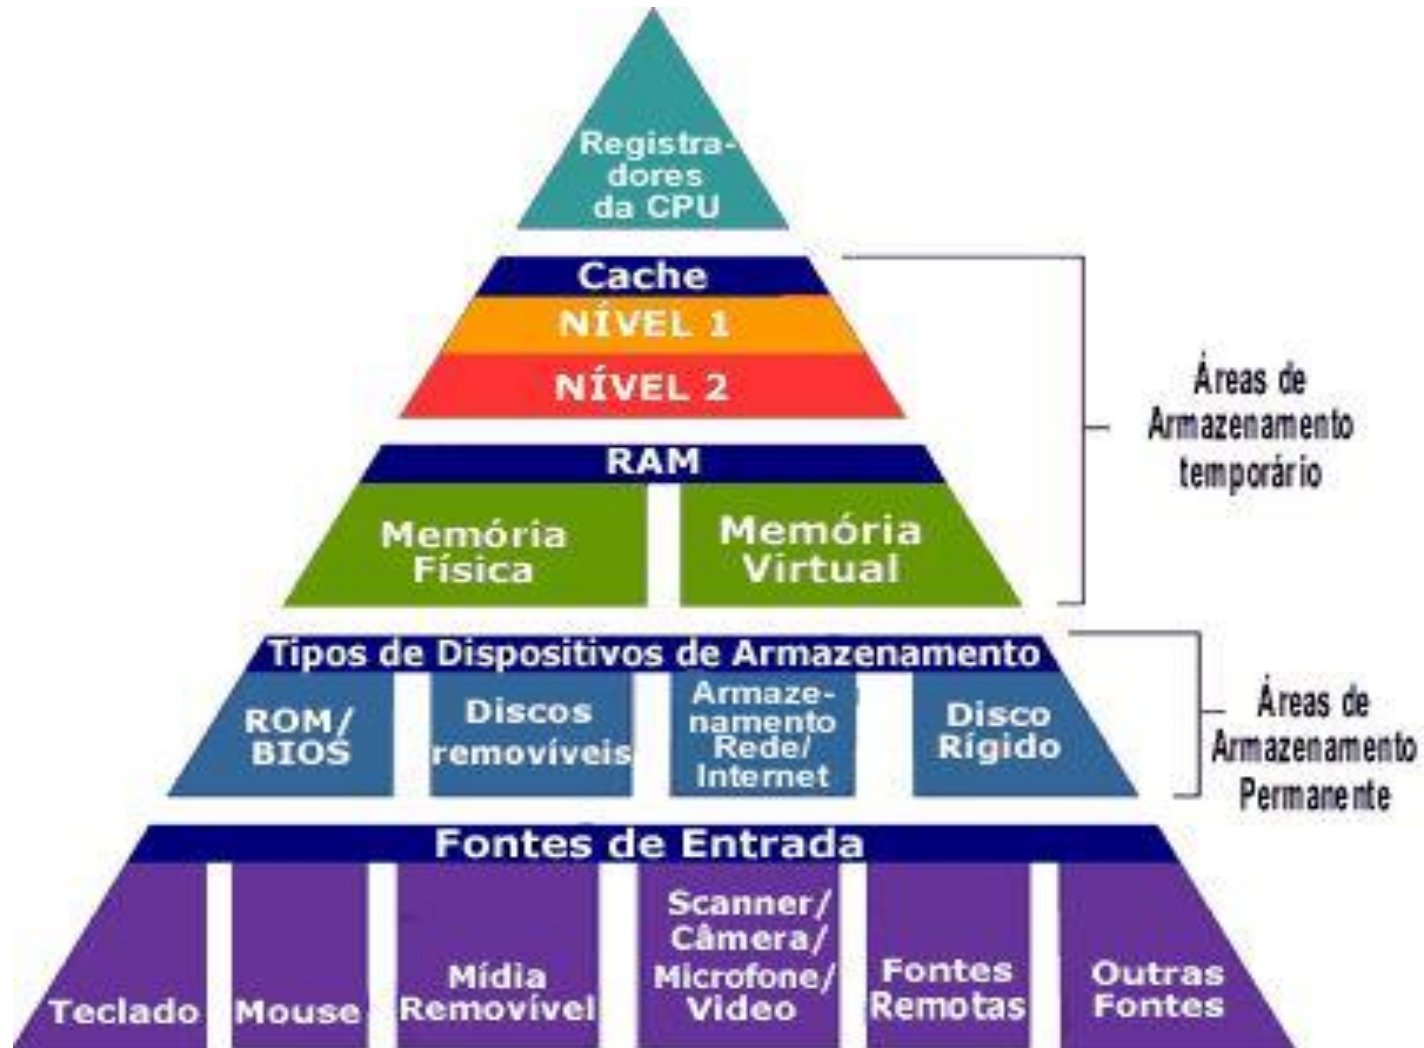 Registra-
dores
da CPU
Cache
NÍVEL 1
NÍVEL 2
RAM
Memória
Física
Memória
Virtual
Áreas de
Armazenamento
temporário
Tipos de Dispositivos de Armazenamento
ROM/
BIOS
Discos
removíveis
Armaze-
namento
Rede/
Internet
Disco
Rígido
Áreas de
Armazenamento
Permanente
Fontes de Entrada
Teclado
Mouse
Mídia
Removível
Scanner/
Câmera/
Microfone/
Video
Fontes
Remotas
Outras
Fontes